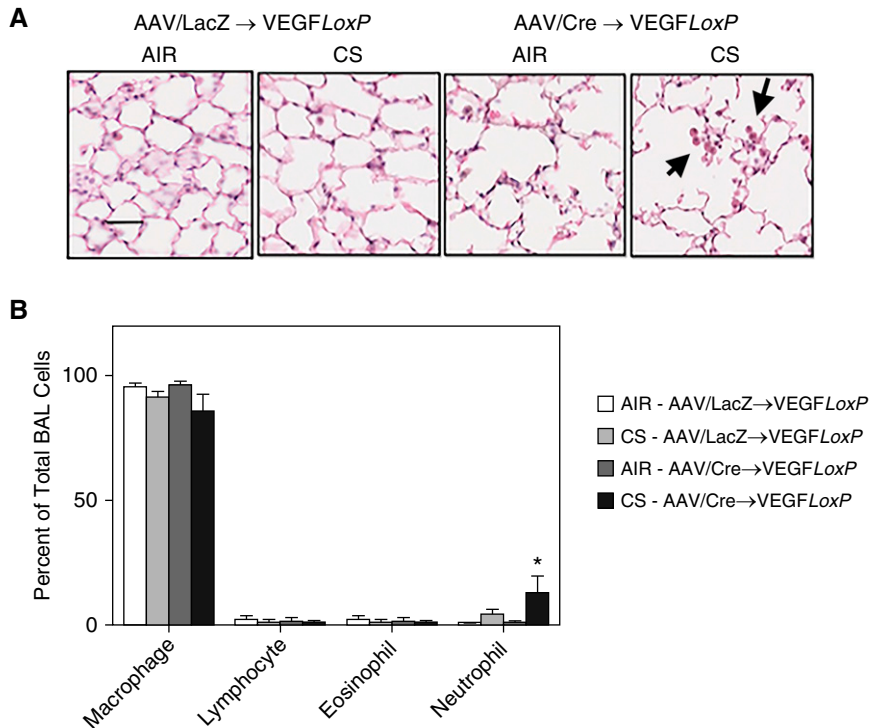 A
AAV/LacZ → VEGFLoxP
AAV/Cre → VEGFLoxP
AIR
CS
AIR
CS
B
Percent of Total BAL Cells
100
50
0
*
Macrophage
Lymphocyte
Eosinophil
Neutrophil
AIR - AAV/LacZ→VEGFLoxP
CS - AAV/LacZ→VEGFLoxP
AIR - AAV/Cre→VEGFLoxP
CS - AAV/Cre→VEGFLoxP